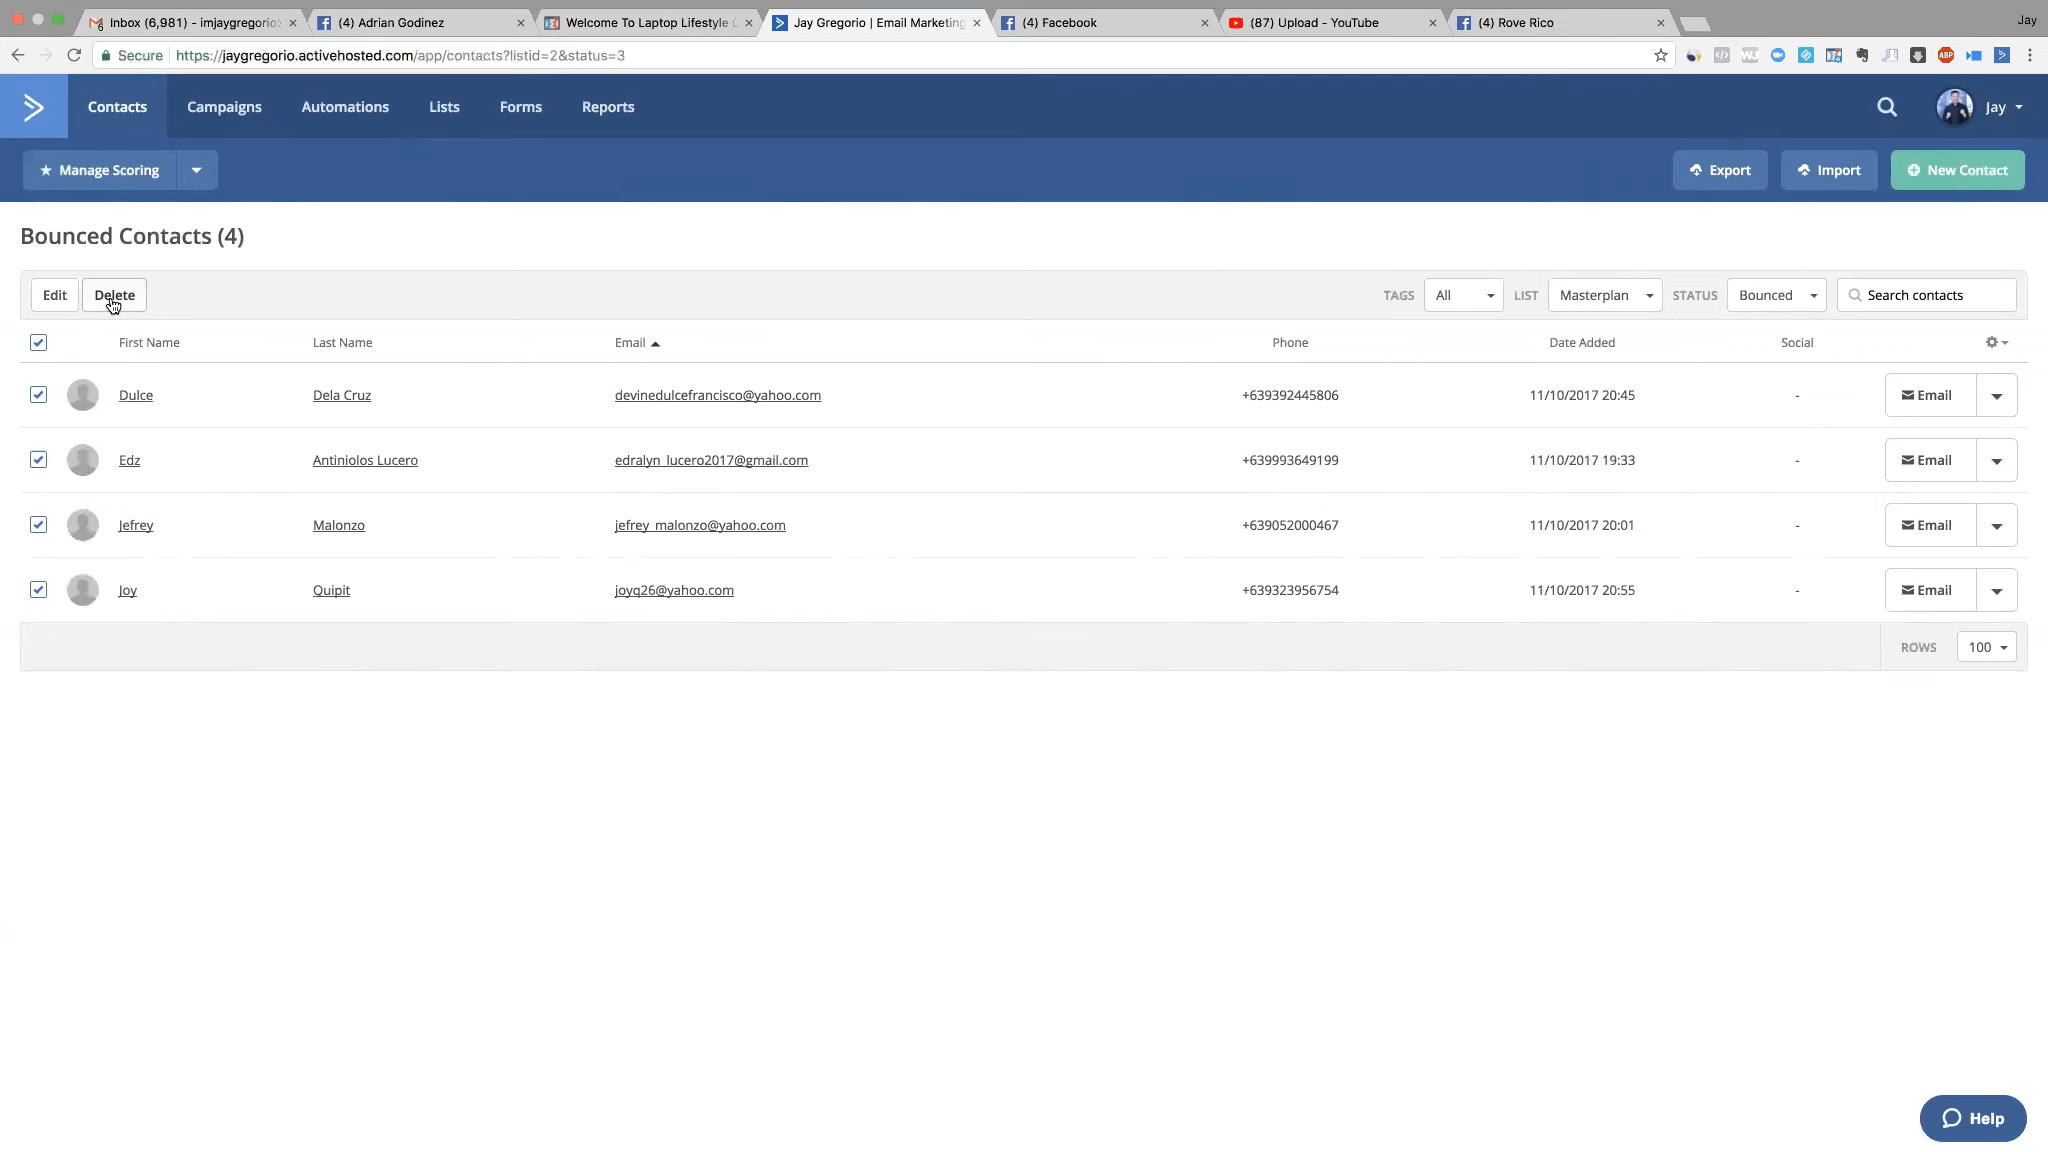 Inbox (6,981) - imjaygregorio
(4) Adrian Godinez
Welcome To Laptop Lifestyle
Jay Gregorio | Email Marketing
(4) Facebook
(87) Upload - YouTube
(4) Rove Rico
Jay
Secure
https://jaygregorio.activehosted.com/app/contacts?listid=2&status=3
ABP
Contacts
Campaigns
Automations
Lists
Forms
Reports
Jay
Manage Scoring
Export
Import
New Contact
Bounced Contacts (4)
Edit
Delete
TAGS All
LIST Masterplan
STATUS Bounced
Search contacts
First Name Last Name Email Phone Date Added Social
Dulce Dela Cruz devinedulcefrancisco@yahoo.com +639392445806 11/10/2017 20:45 - Email
Edz Antiniolos Lucero edralyn_lucero2017@gmail.com +639993649199 11/10/2017 19:33 - Email
Jefrey Malonzo jefrey_malonzo@yahoo.com +639052000467 11/10/2017 20:01 - Email
Joy Quipit joyq26@yahoo.com +639323956754 11/10/2017 20:55 - Email
ROWS 100
Help